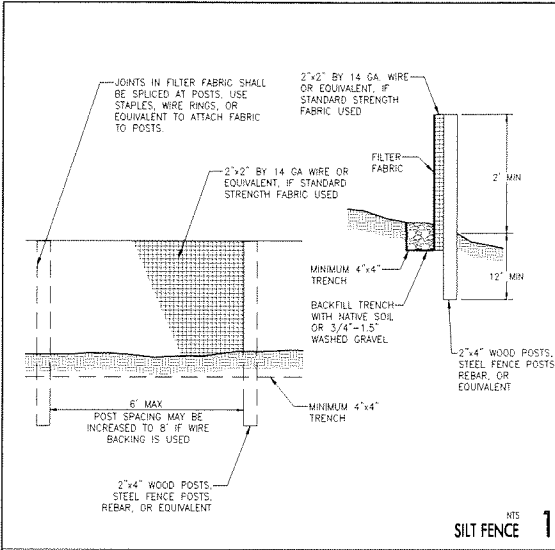 JOINTS IN FILTER FABRIC SHALL
BE SPLICED AT POSTS. USE
STAPLES, WIRE RINGS, OR
EQUIVALENT TO ATTACH FABRIC
TO POSTS.
2"x2" BY 14 GA WIRE OR
EQUIVALENT, IF STANDARD
STRENGTH FABRIC USED
6' MAX
POST SPACING MAY BE
INCREASED TO 8' IF WIRE
BACKING IS USED
MINIMUM 4"x4"
TRENCH
2"x4" WOOD POSTS,
STEEL FENCE POSTS,
REBAR, OR EQUIVALENT
2"x2" BY 14 GA. WIRE
OR EQUIVALENT, IF
STANDARD STRENGTH
FABRIC USED
FILTER
FABRIC
2' MIN
12" MIN
MINIMUM 4"x4"
TRENCH
BACKFILL TRENCH
WITH NATIVE SOIL
OR 3/4"-1.5"
WASHED GRAVEL
2"x4" WOOD POSTS,
STEEL FENCE POSTS
REBAR, OR
EQUIVALENT
NTS
SILT FENCE 1